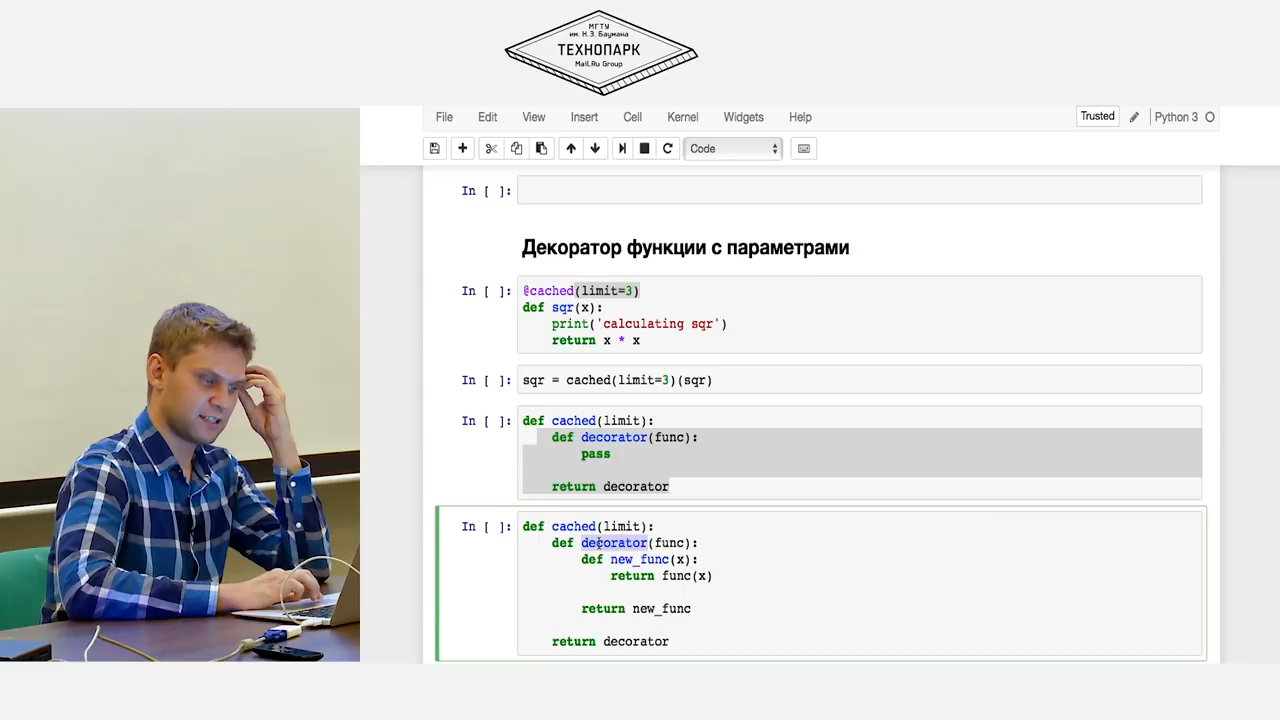 МГТУ
им. Н.Э. Баумана
ТЕХНОПАРК
Mail.Ru Group
File Edit View Insert Cell Kernel Widgets Help Trusted Python 3
Code
In [ ]:
Декоратор функции с параметрами
In [ ]: @cached(limit=3)
def sqr(x):
print('calculating sqr')
return x * x
In [ ]: sqr = cached(limit=3)(sqr)
In [ ]: def cached(limit):
def decorator(func):
pass
return decorator
In [ ]: def cached(limit):
def decorator(func):
def new_func(x):
return func(x)
return new_func
return decorator